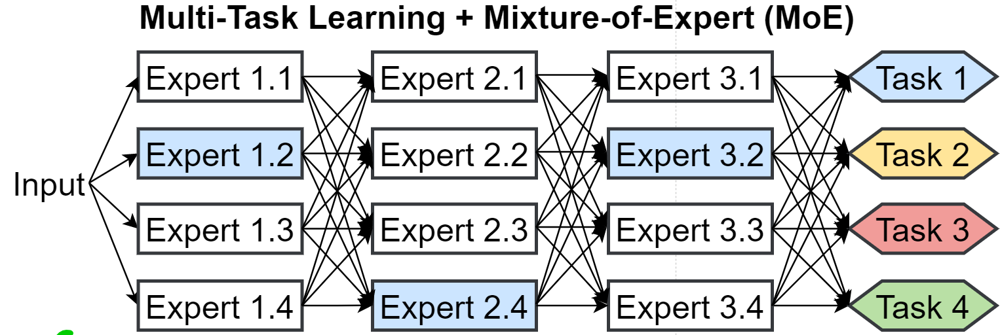 Multi-Task Learning + Mixture-of-Expert (MoE)
Expert 1.1 Expert 2.1 Expert 3.1 Task 1
Expert 1.2 Expert 2.2 Expert 3.2 Task 2
Input
Expert 1.3 Expert 2.3 Expert 3.3 Task 3
Expert 1.4 Expert 2.4 Expert 3.4 Task 4